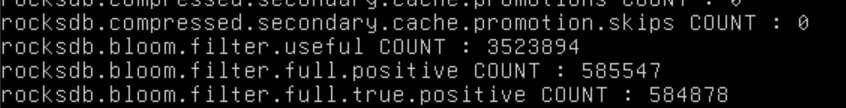 rocksdb.compressed.secondary.cache.promotions COUNT : 0
rocksdb.compressed.secondary.cache.promotion.skips COUNT : 0
rocksdb.bloom.filter.useful COUNT : 3523894
rocksdb.bloom.filter.full.positive COUNT : 585547
rocksdb.bloom.filter.full.true.positive COUNT : 584878